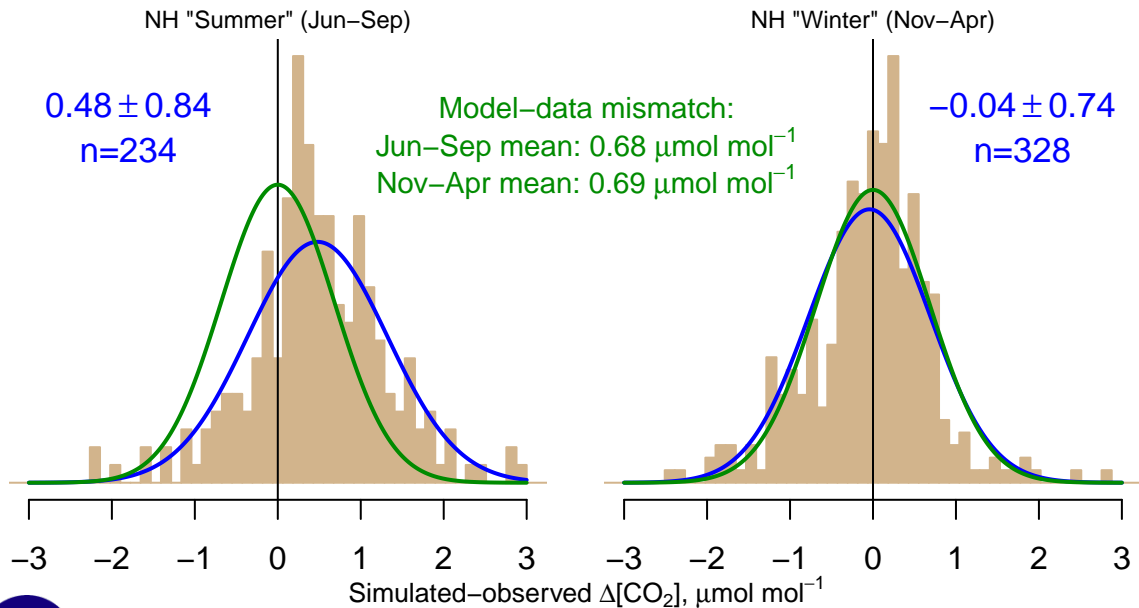 NH "Summer" (Jun−Sep)
NH "Winter" (Nov−Apr)
0.48 ± 0.84
n=234
Model−data mismatch:
Jun−Sep mean: 0.68 μmol mol⁻¹
Nov−Apr mean: 0.69 μmol mol⁻¹
−0.04 ± 0.74
n=328
−3 −2 −1 0 1 2 3
−3 −2 −1 0 1 2 3
Simulated−observed Δ[CO₂], μmol mol⁻¹